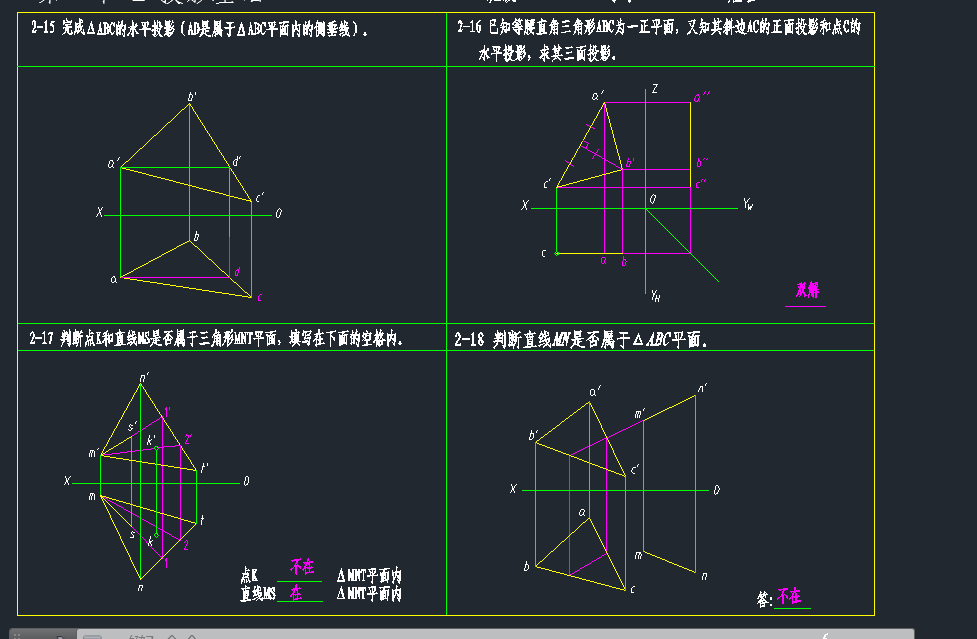 2-15 完成△ABC的水平投影（AD是属于△ABC平面内的侧垂线）。
b'
a'
d'
c'
X
O
b
a
d
c
2-16 已知等腰直角三角形ABC为一正平面，又知其斜边AC的正面投影和点C的
水平投影，求其三面投影。
a'
Z
a''
b'
b''
c'
c''
X
O
Yw
c
a
b
YH
双解
2-17 判断点K和直线MS是否属于三角形MNT平面，填写在下面的空格内。
n'
1'
s'
k'
2'
m'
t'
X
O
m
t
s
k
2
1
n
点K 不在 △MNT平面内
直线MS 在 △MNT平面内
2-18 判断直线MN是否属于△ABC平面。
a'
n'
m'
b'
c'
X
O
a
m
b
n
c
答：不在